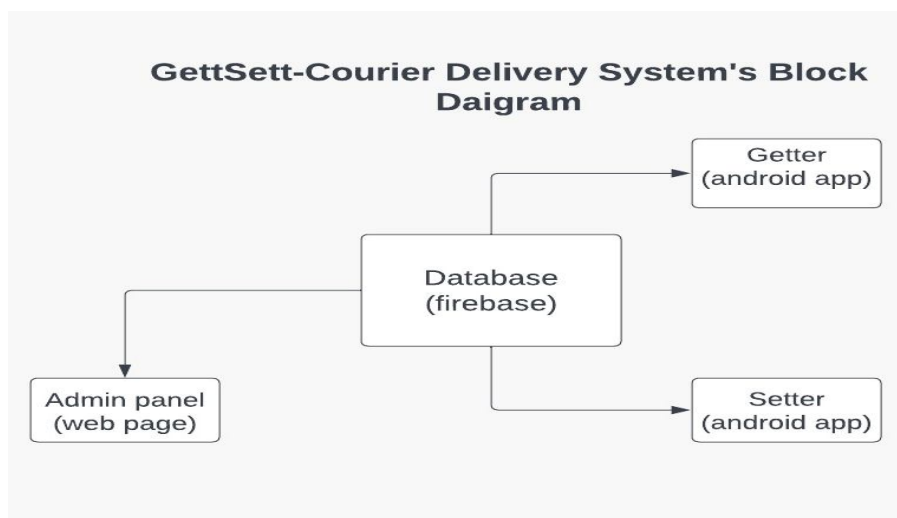 GettSett-Courier Delivery System's Block
Daigram
Getter
(android app)
Database
(firebase)
Admin panel
(web page)
Setter
(android app)